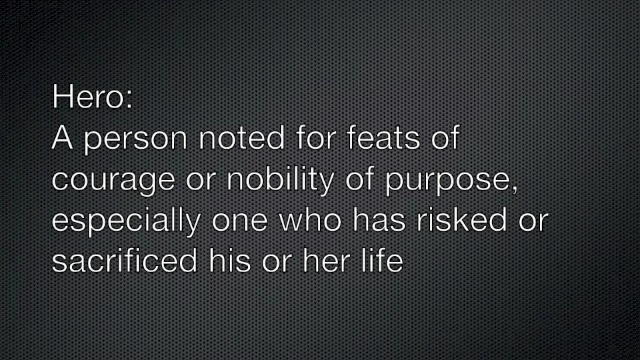 Hero:
A person noted for feats of
courage or nobility of purpose,
especially one who has risked or
sacrificed his or her life